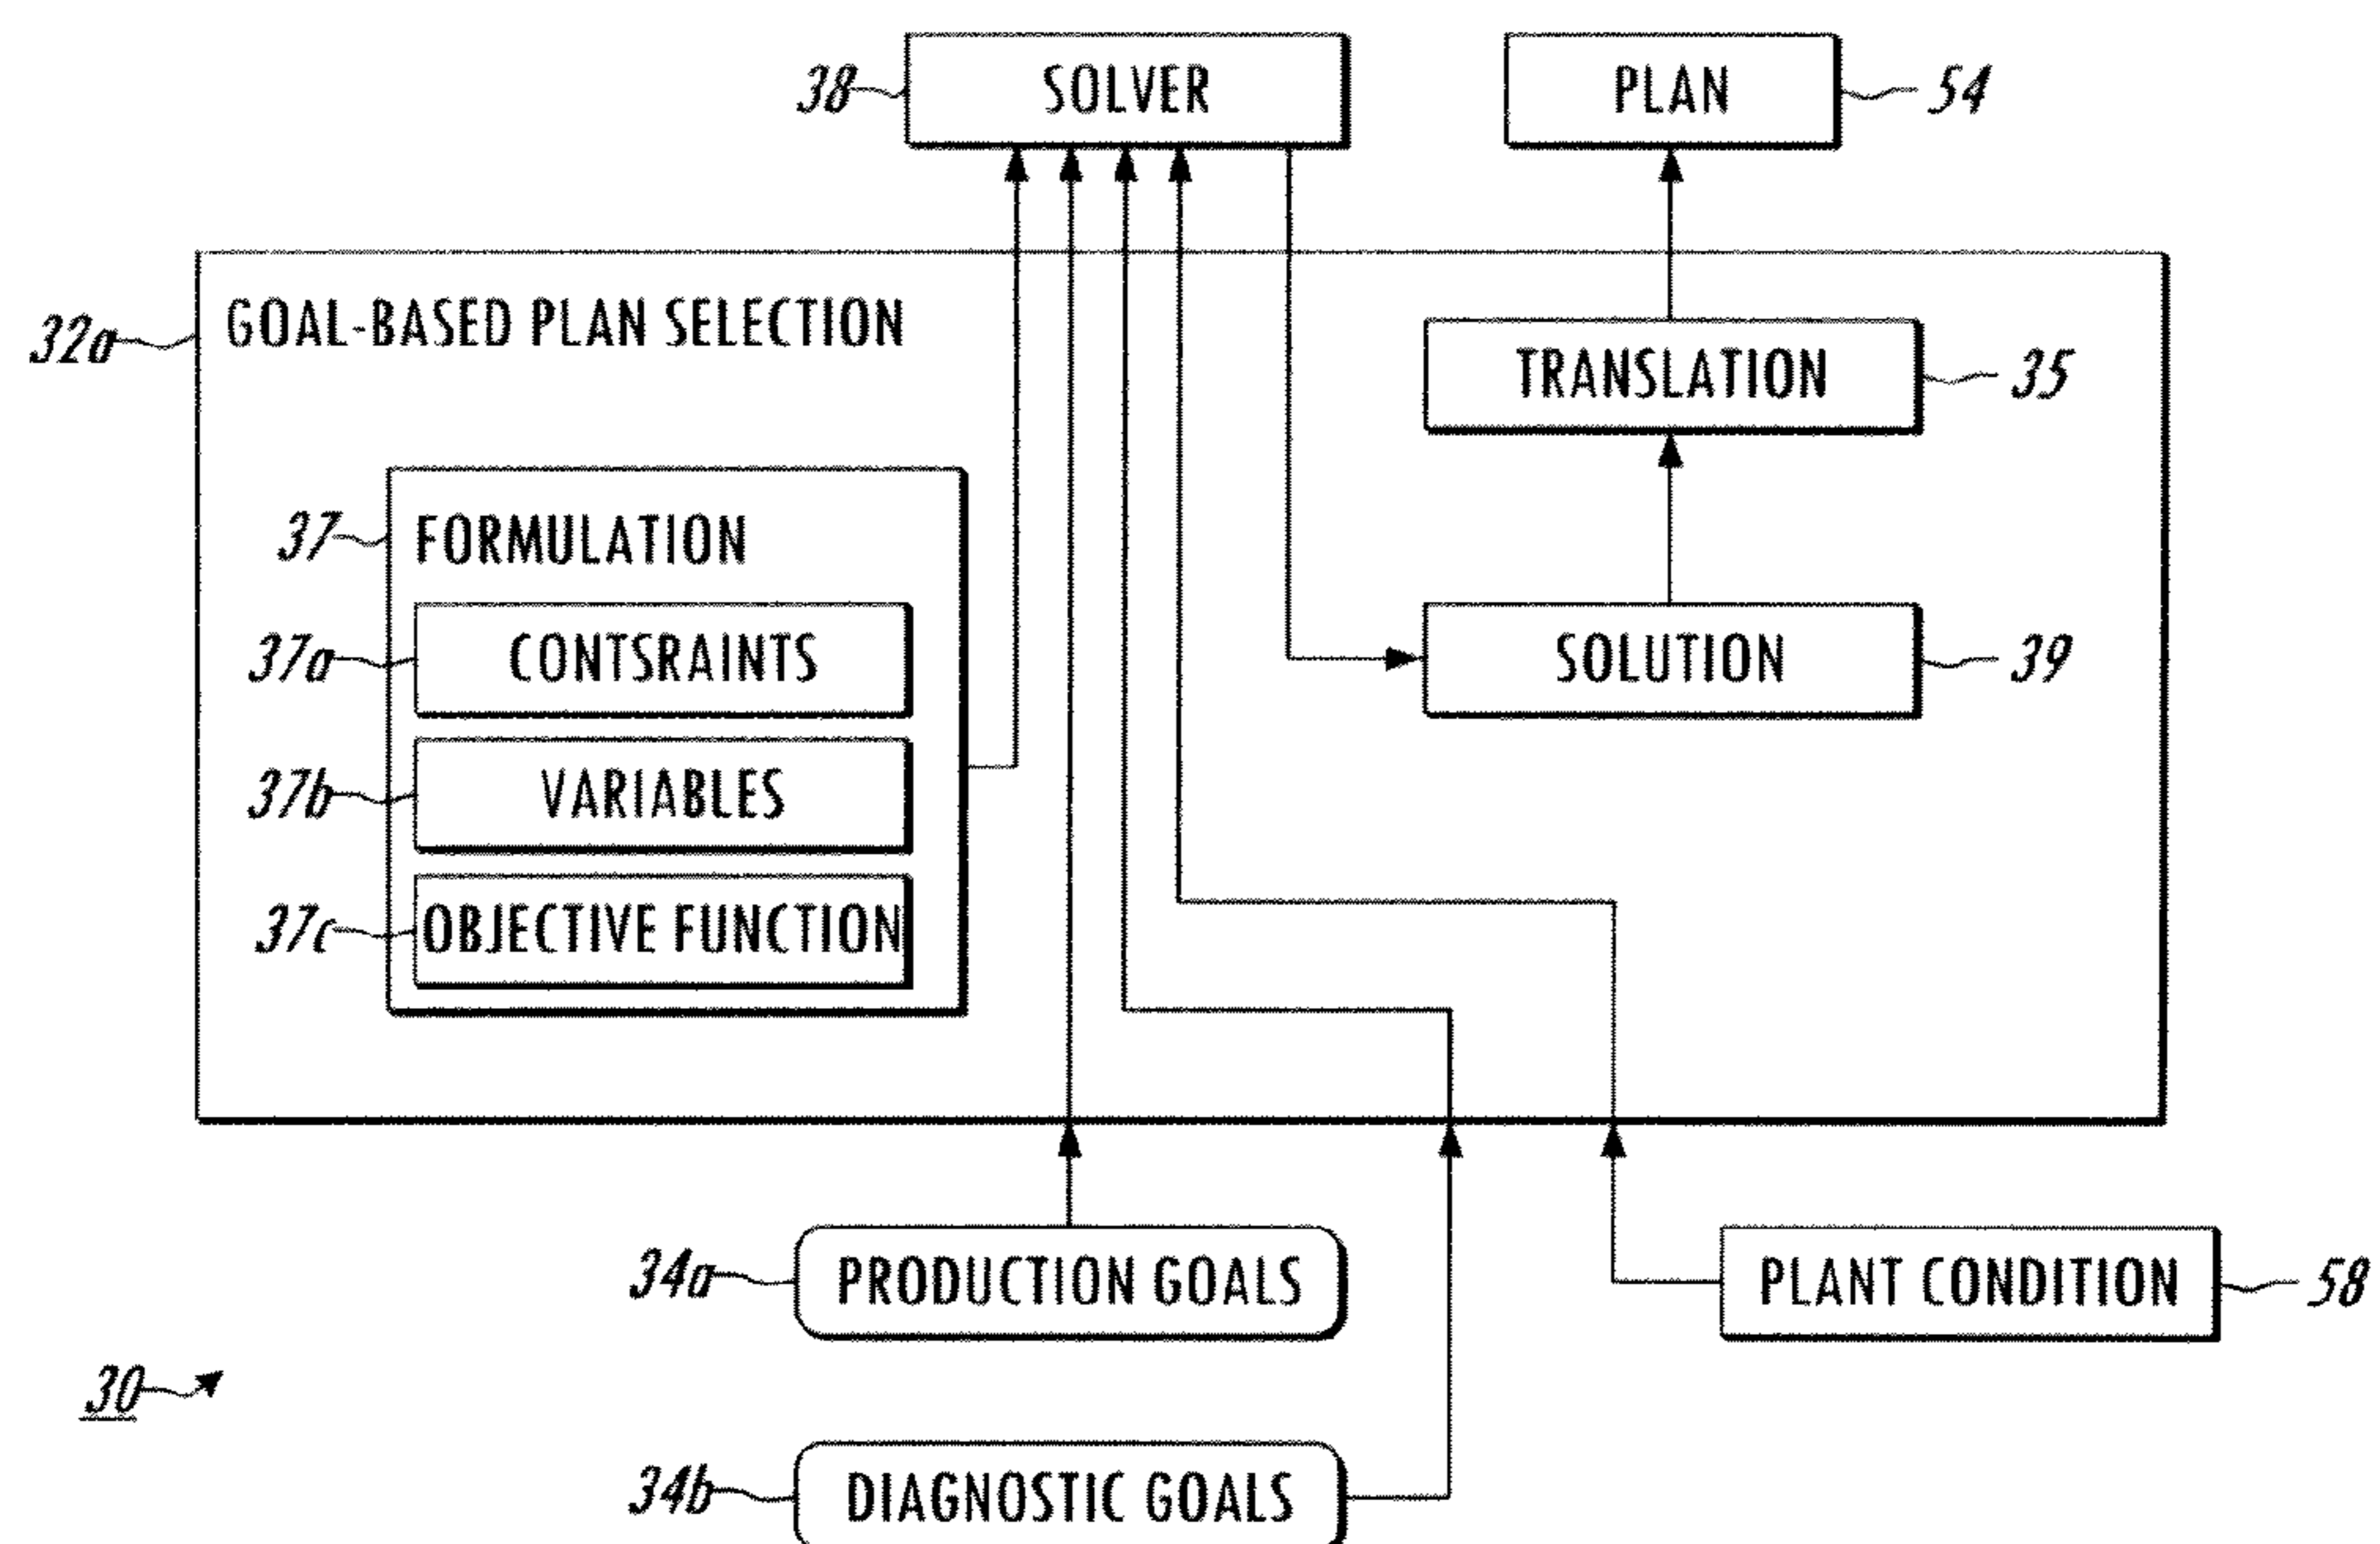 38 SOLVER
PLAN 54
32a GOAL-BASED PLAN SELECTION
TRANSLATION 35
37 FORMULATION
37a CONTSRAINTS
SOLUTION 39
37b VARIABLES
37c OBJECTIVE FUNCTION
34a PRODUCTION GOALS
PLANT CONDITION 58
30
34b DIAGNOSTIC GOALS